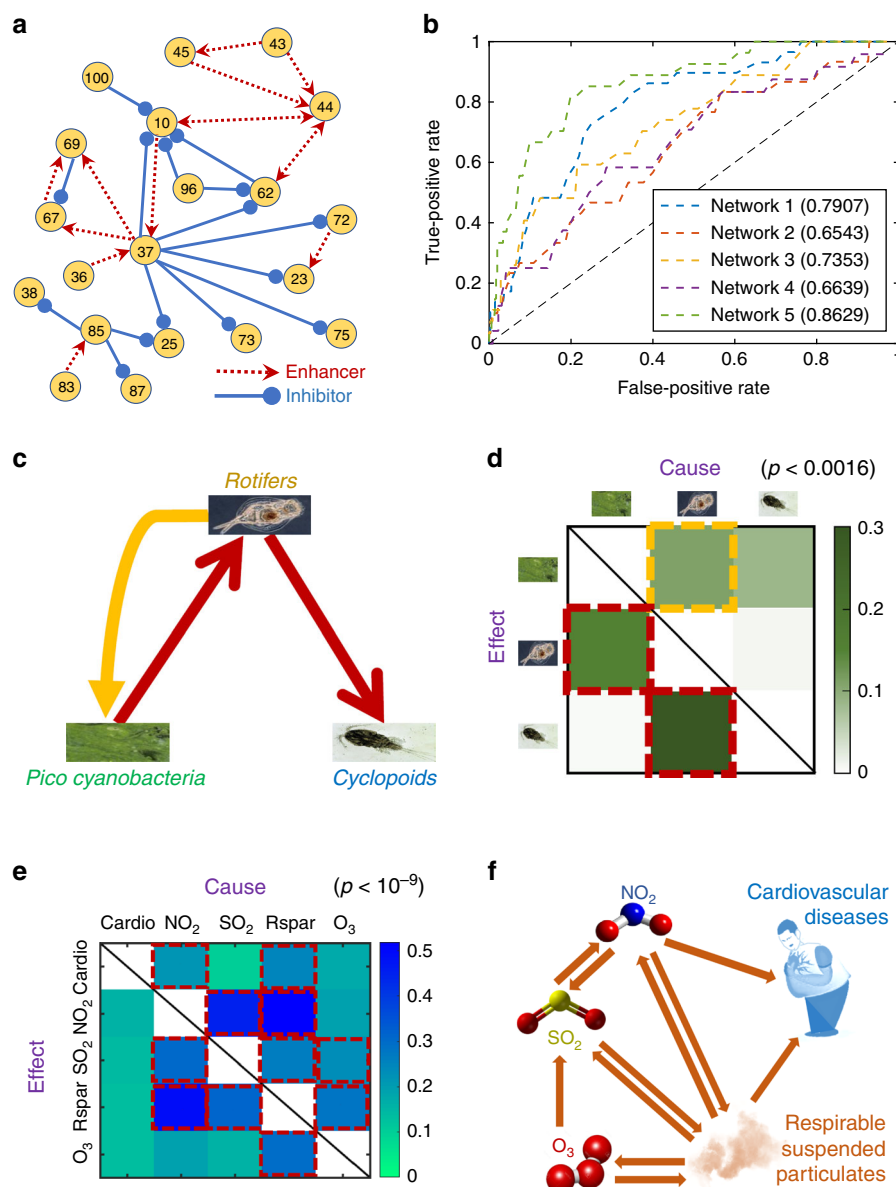 a
45
43
100
44
10
69
96
62
67
72
37
36
23
38
85
25
73
75
83
87
Enhancer
Inhibitor
b
True-positive rate
1
0.8
0.6
0.4
0.2
0
0
0.2
0.4
0.6
0.8
1
False-positive rate
Network 1 (0.7907)
Network 2 (0.6543)
Network 3 (0.7353)
Network 4 (0.6639)
Network 5 (0.8629)
c
Rotifers
Pico cyanobacteria
Cyclopoids
d
Cause (p < 0.0016)
Effect
0.3
0.2
0.1
0
e
Cause (p < 10⁻⁹)
Cardio NO₂ SO₂ Rspar O₃
Effect
Cardio
NO₂
SO₂
Rspar
O₃
0.5
0.4
0.3
0.2
0.1
0
f
NO₂
Cardiovascular
diseases
SO₂
O₃
Respirable
suspended
particulates